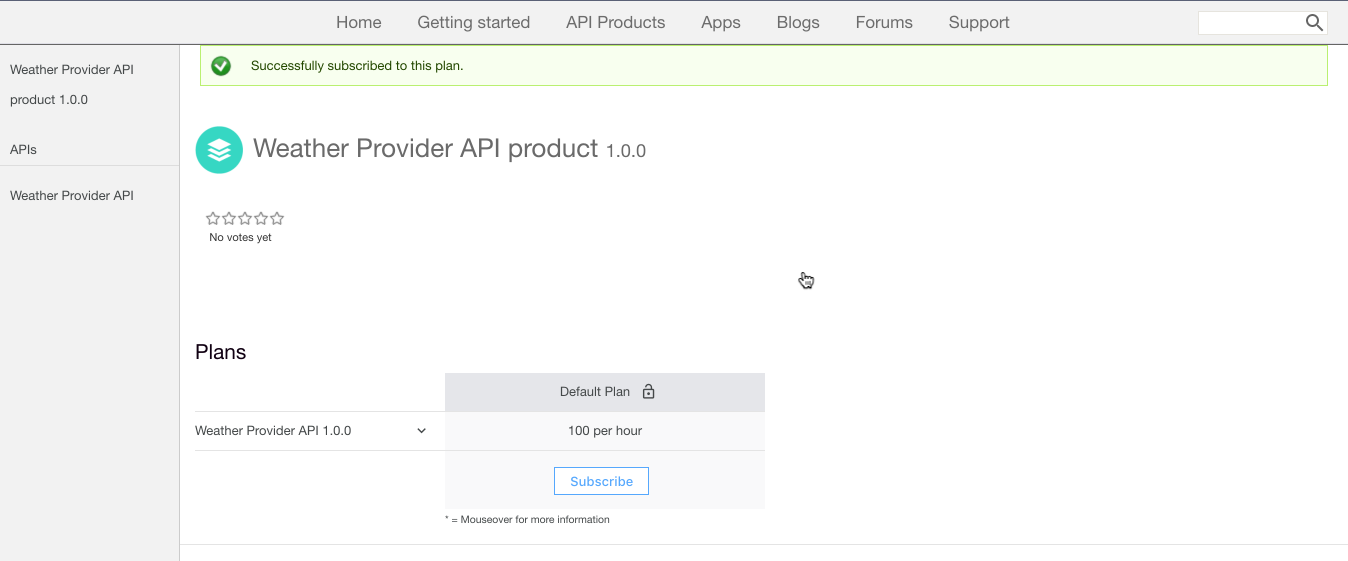 Home Getting started API Products Apps Blogs Forums Support
Weather Provider API
product 1.0.0
APIs
Weather Provider API
Successfully subscribed to this plan.
Weather Provider API product 1.0.0
No votes yet
Plans
Default Plan
Weather Provider API 1.0.0 100 per hour
Subscribe
* = Mouseover for more information